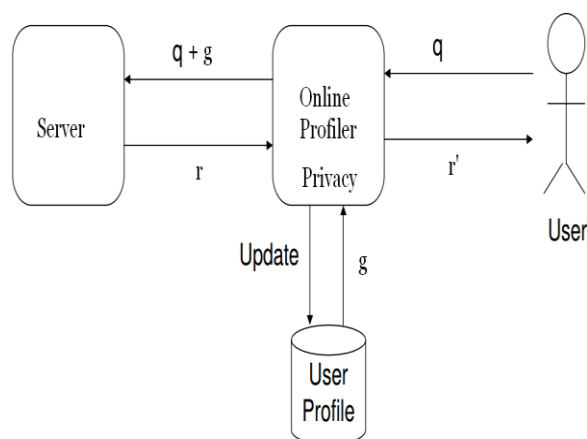 q + g
q
Server
Online
Profiler
Privacy
r
r'
User
Update
g
User
Profile